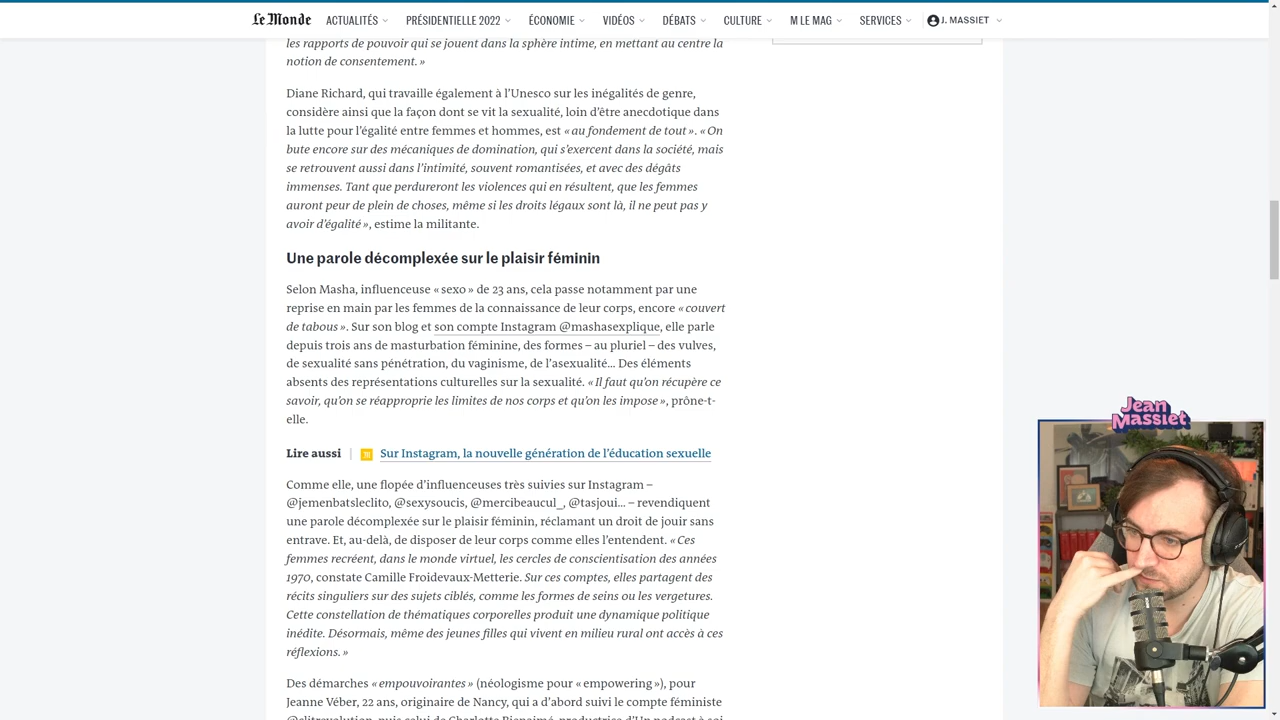 Le Monde ACTUALITÉS PRÉSIDENTIELLE 2022 ÉCONOMIE VIDÉOS DÉBATS CULTURE M LE MAG SERVICES J. MASSIET
les rapports de pouvoir qui se jouent dans la sphère intime, en mettant au centre la
notion de consentement. »
Diane Richard, qui travaille également à l’Unesco sur les inégalités de genre,
considère ainsi que la façon dont se vit la sexualité, loin d’être anecdotique dans
la lutte pour l’égalité entre femmes et hommes, est « au fondement de tout ». « On
bute encore sur des mécaniques de domination, qui s’exercent dans la société, mais
se retrouvent aussi dans l’intimité, souvent romantisées, et avec des dégâts
immenses. Tant que perdureront les violences qui en résultent, que les femmes
auront peur de plein de choses, même si les droits légaux sont là, il ne peut pas y
avoir d’égalité », estime la militante.
Une parole décomplexée sur le plaisir féminin
Selon Masha, influenceuse « sexo » de 23 ans, cela passe notamment par une
reprise en main par les femmes de la connaissance de leur corps, encore « couvert
de tabous ». Sur son blog et son compte Instagram @mashasexplique, elle parle
depuis trois ans de masturbation féminine, des formes – au pluriel – des vulves,
de sexualité sans pénétration, du vaginisme, de l’asexualité… Des éléments
absents des représentations culturelles sur la sexualité. « Il faut qu’on récupère ce
savoir, qu’on se réapproprie les limites de nos corps et qu’on les impose », prône-t-
elle.
Lire aussi | Sur Instagram, la nouvelle génération de l’éducation sexuelle
Comme elle, une flopée d’influenceuses très suivies sur Instagram –
@jemenbatsleclito, @sexysoucis, @mercibeaucul_, @tasjoui… – revendiquent
une parole décomplexée sur le plaisir féminin, réclamant un droit de jouir sans
entrave. Et, au-delà, de disposer de leur corps comme elles l’entendent. « Ces
femmes recréent, dans le monde virtuel, les cercles de conscientisation des années
1970, constate Camille Froidevaux-Metterie. Sur ces comptes, elles partagent des
récits singuliers sur des sujets ciblés, comme les formes de seins ou les vergetures.
Cette constellation de thématiques corporelles produit une dynamique politique
inédite. Désormais, même des jeunes filles qui vivent en milieu rural ont accès à ces
réflexions. »
Des démarches « empouvoirantes » (néologisme pour « empowering »), pour
Jeanne Véber, 22 ans, originaire de Nancy, qui a d’abord suivi le compte féministe
@clitrevolution, puis celui de Charlotte Bienaimé, productrice d’Un podcast à soi
Jean
Massiet